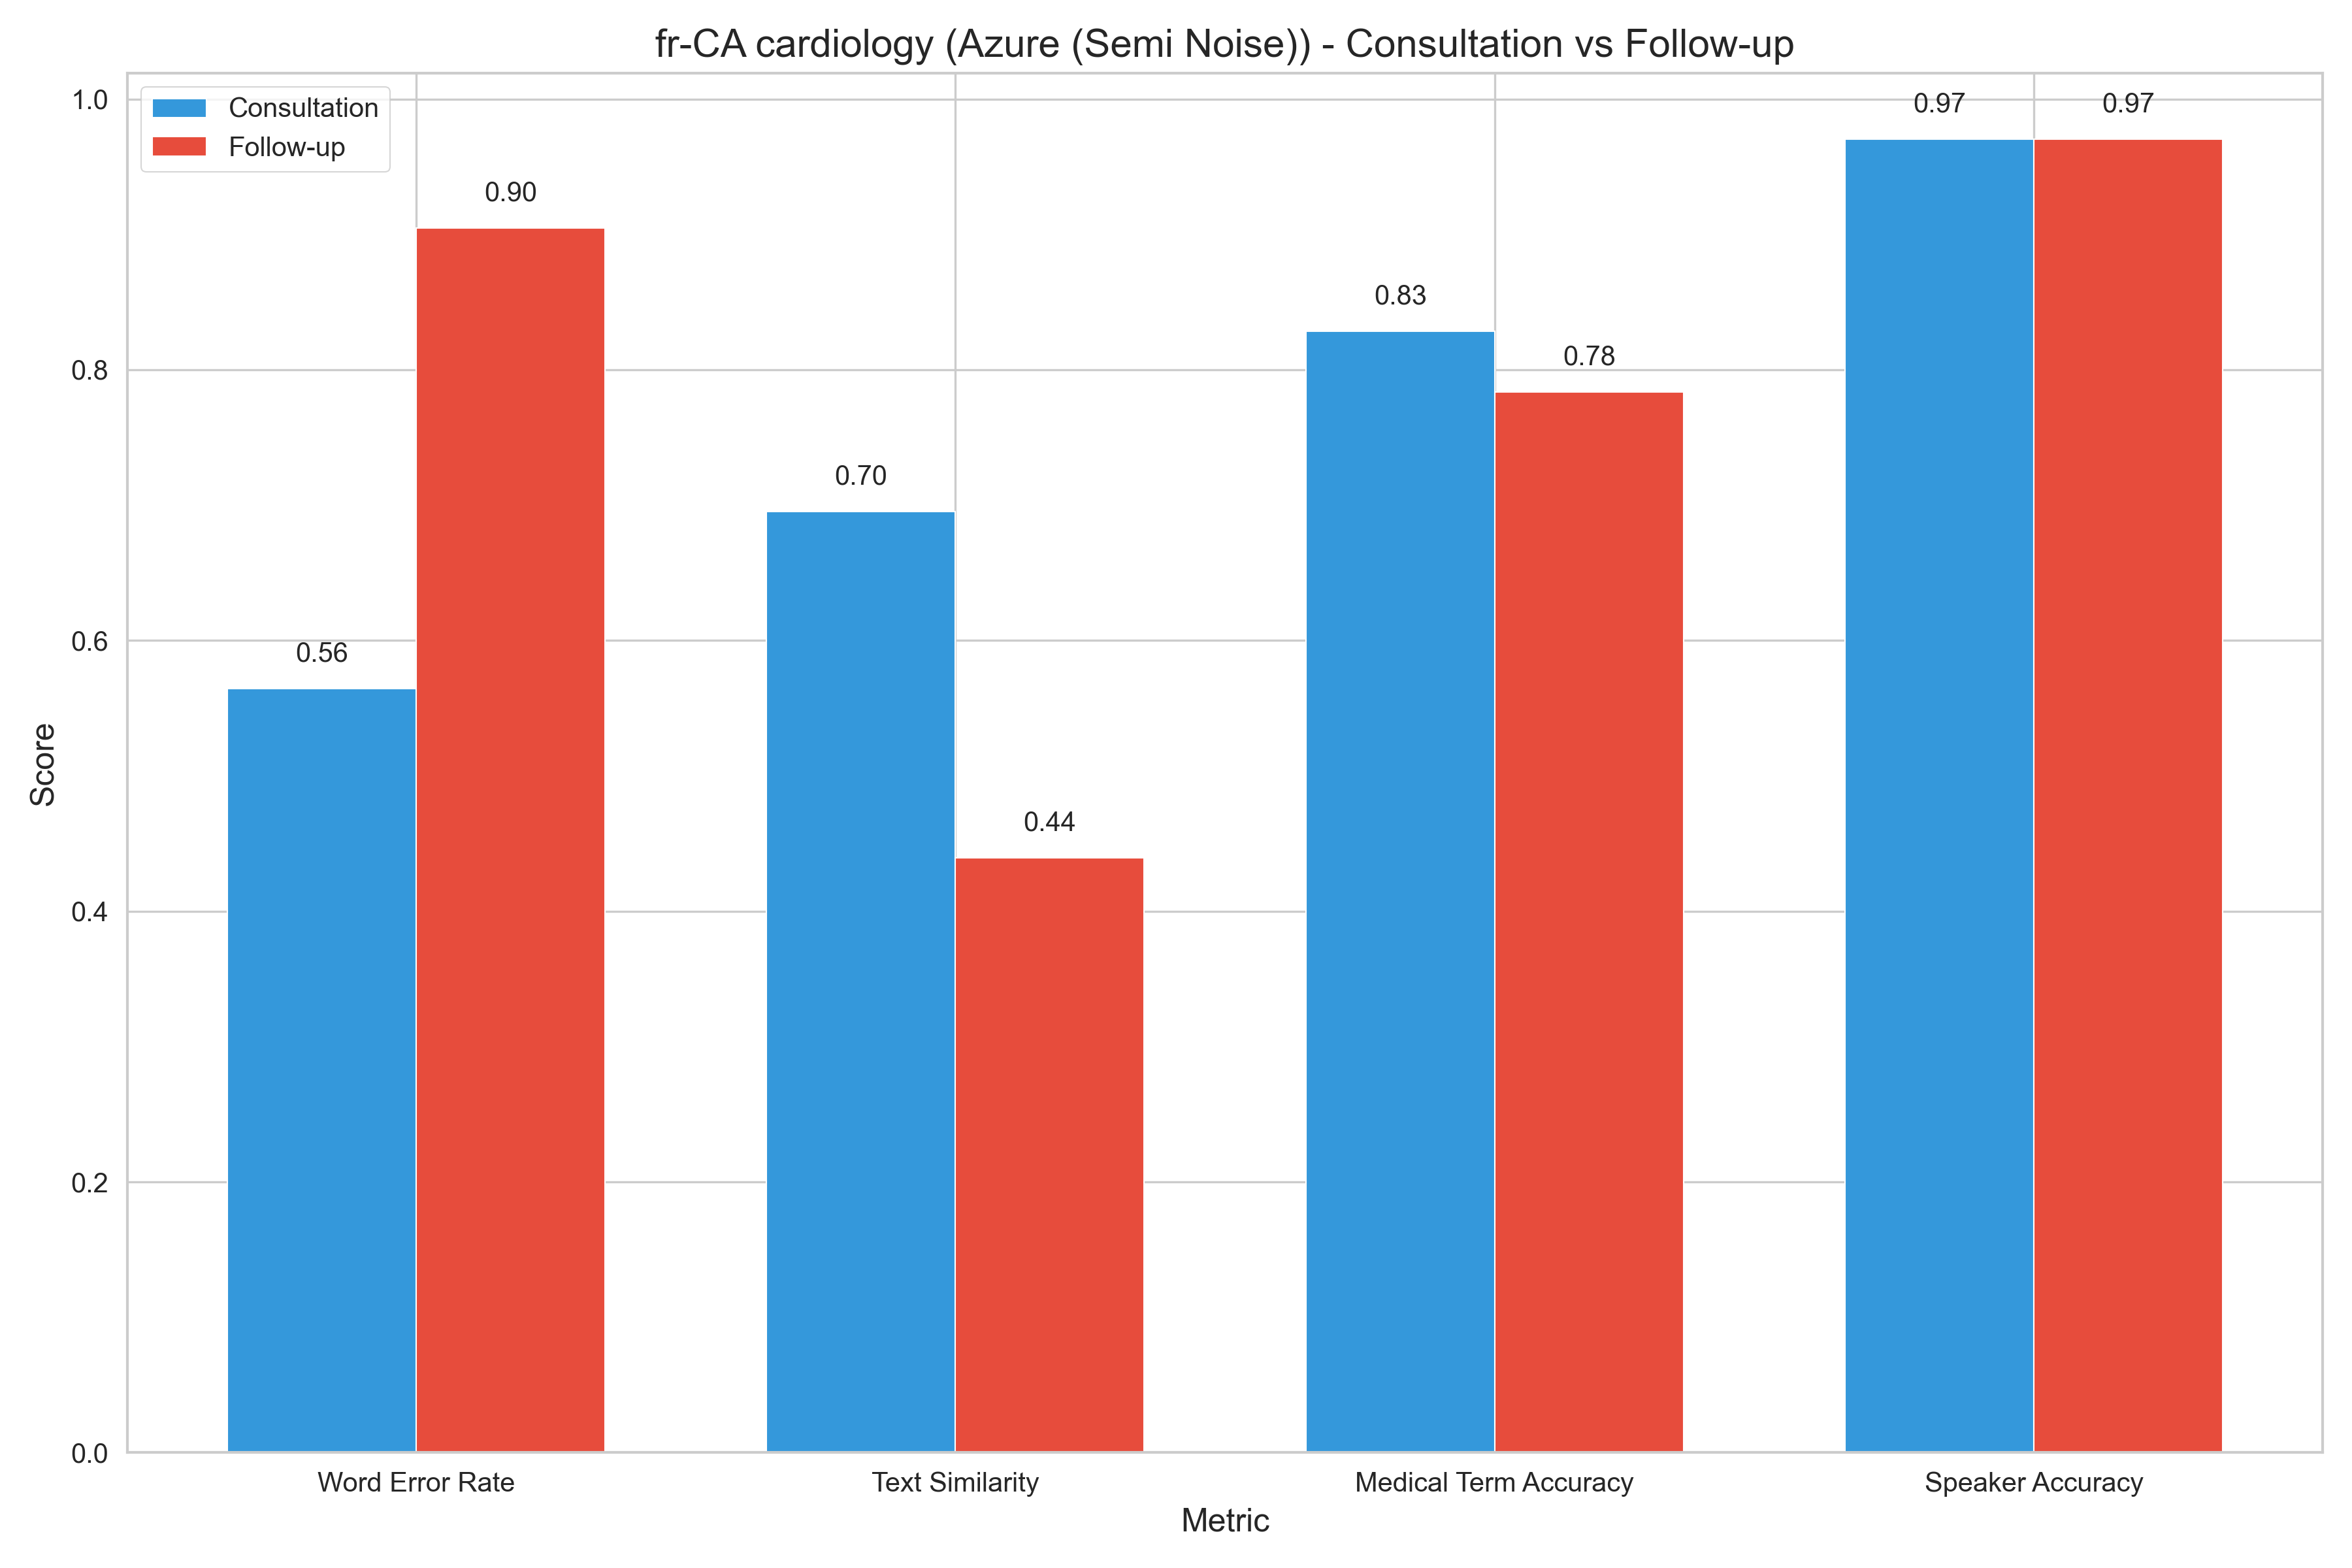 fr-CA cardiology (Azure (Semi Noise)) - Consultation vs Follow-up
Consultation
Follow-up
1.0
0.8
0.6
0.4
0.2
0.0
Score
0.56
0.90
0.70
0.44
0.83
0.78
0.97
0.97
Word Error Rate
Text Similarity
Medical Term Accuracy
Speaker Accuracy
Metric